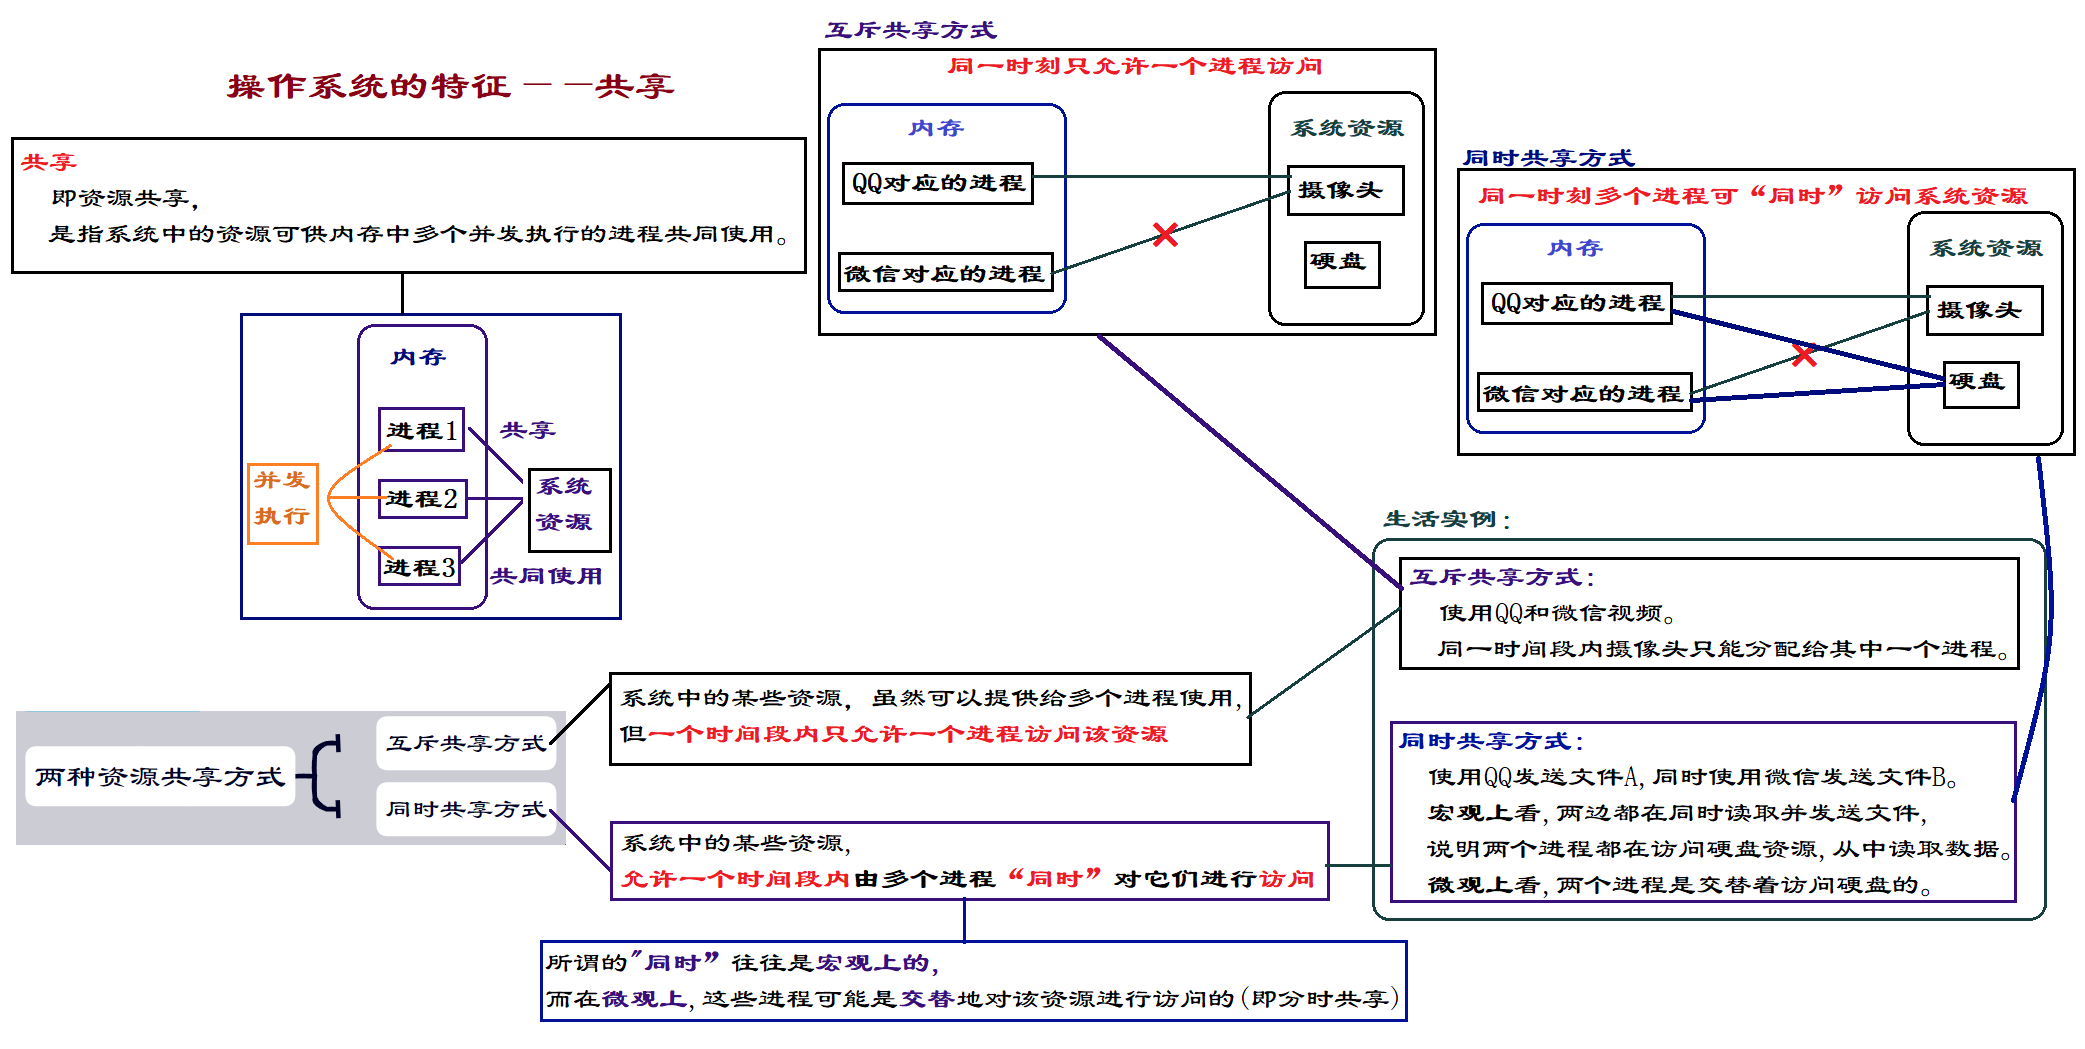 操作系统的特征——共享
共享
即资源共享,
是指系统中的资源可供内存中多个并发执行的进程共同使用。
内存
进程1
进程2
进程3
并发
执行
共享
系统
资源
共同使用
互斥共享方式
同一时刻只允许一个进程访问
内存
QQ对应的进程
微信对应的进程
系统资源
摄像头
硬盘
同时共享方式
同一时刻多个进程可“同时”访问系统资源
内存
QQ对应的进程
微信对应的进程
系统资源
摄像头
硬盘
两种资源共享方式
互斥共享方式
同时共享方式
系统中的某些资源，虽然可以提供给多个进程使用,
但一个时间段内只允许一个进程访问该资源
系统中的某些资源,
允许一个时间段内由多个进程“同时”对它们进行访问
所谓的"同时”往往是宏观上的,
而在微观上,这些进程可能是交替地对该资源进行访问的(即分时共享)
生活实例:
互斥共享方式:
使用QQ和微信视频。
同一时间段内摄像头只能分配给其中一个进程。
同时共享方式:
使用QQ发送文件A,同时使用微信发送文件B。
宏观上看,两边都在同时读取并发送文件,
说明两个进程都在访问硬盘资源,从中读取数据。
微观上看,两个进程是交替着访问硬盘的。